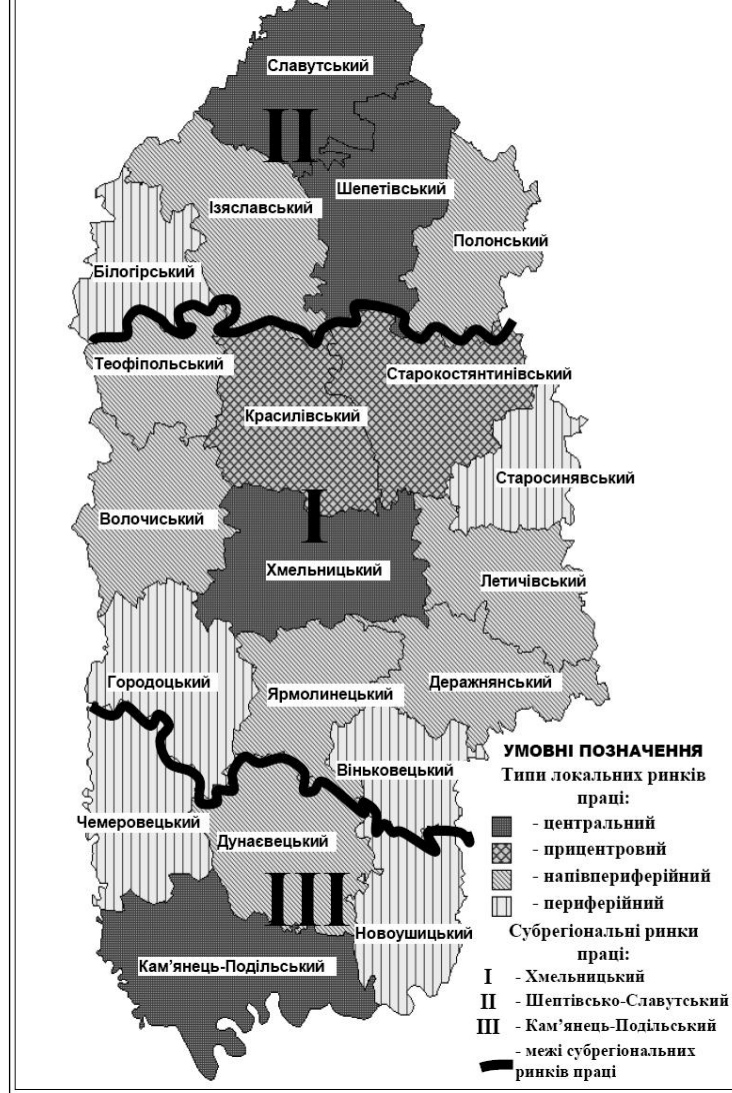 Славутський
II
Шепетівський
Ізяславський
Полонський
Білогірський
Теофіпольський
Старокостянтинівський
Красилівський
Старосинявський
I
Волочиський
Хмельницький
Летичівський
Городоцький
Ярмолинецький
Деражнянський
Віньковецький
Чемеровецький
Дунаєвецький
III
Новоушицький
Кам’янець-Подільський
УМОВНІ ПОЗНАЧЕННЯ
Типи локальних ринків
праці:
- центральний
- прицентровий
- напівпериферійний
- периферійний
Субрегіональні ринки
праці:
I - Хмельницький
II - Шептівсько-Славутський
III - Кам’янець-Подільський
- межі субрегіональних
ринків праці